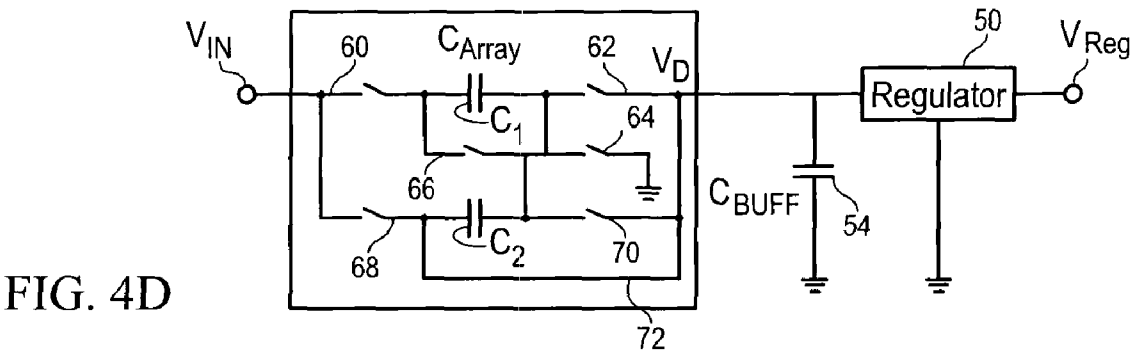 V_IN
60
C_Array
62
V_D
50
V_Reg
C_1
64
Regulator
66
C_BUFF
54
68
C_2
70
72
FIG. 4D